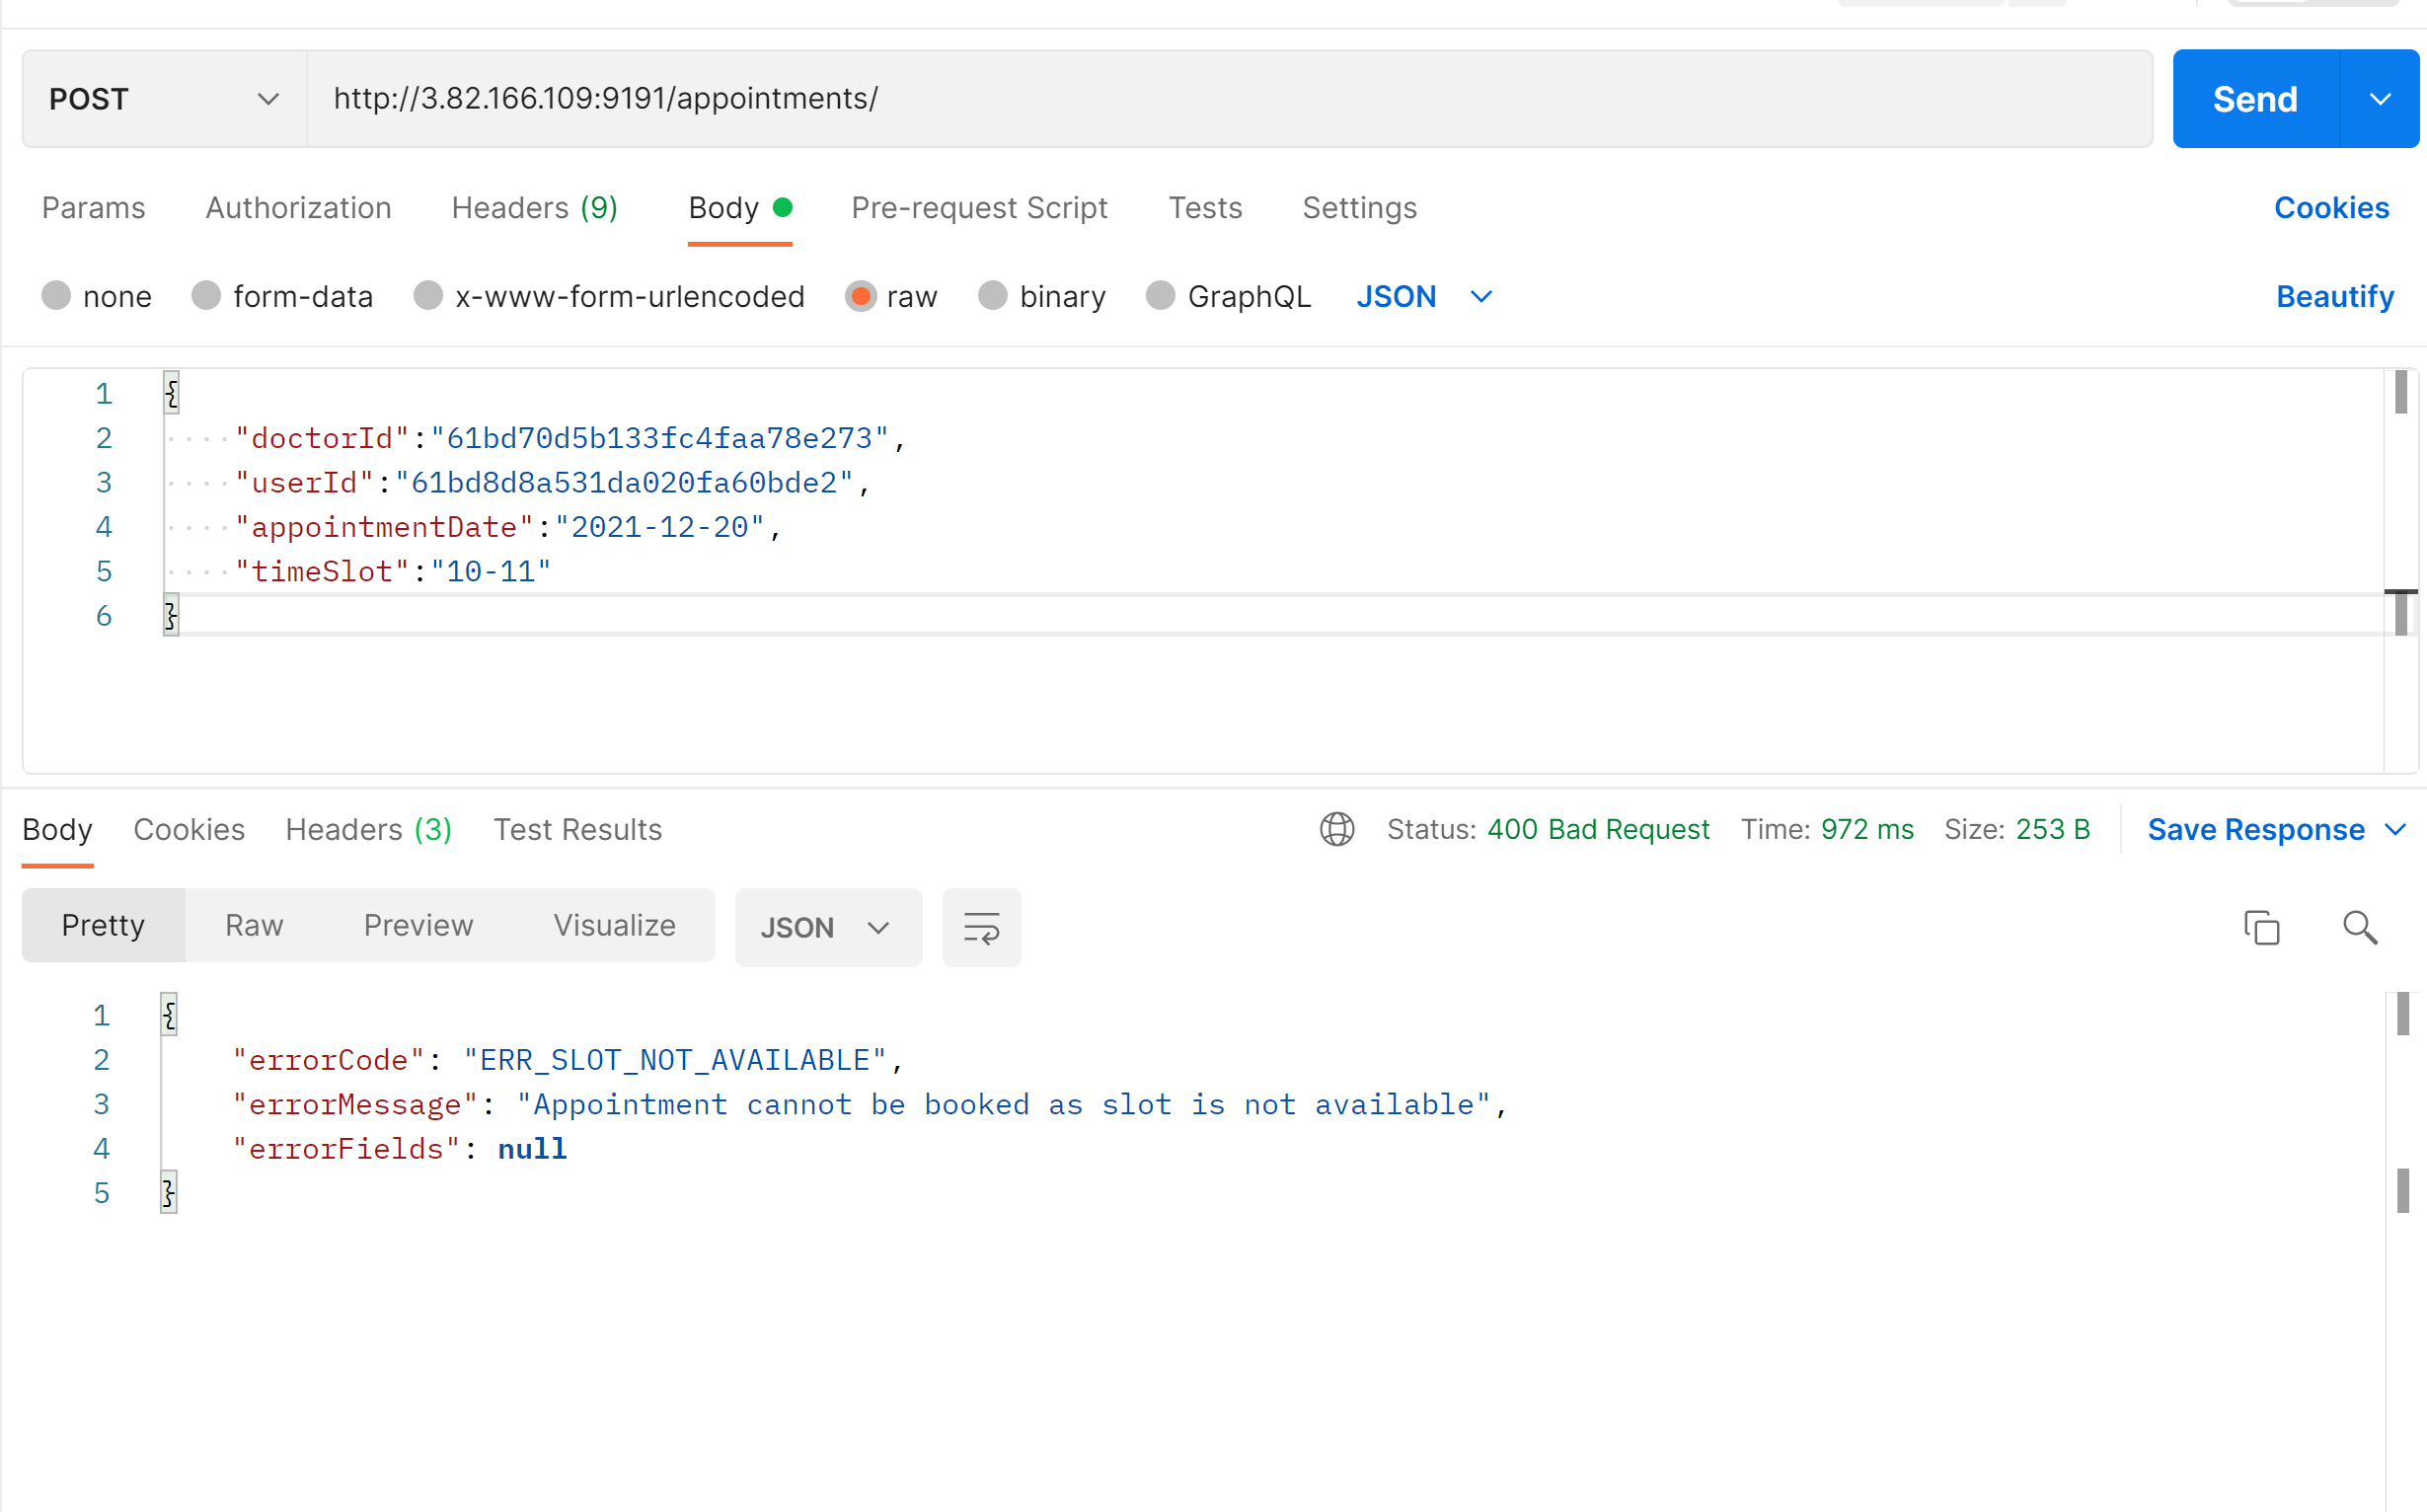 POST http://3.82.166.109:9191/appointments/ Send
Params Authorization Headers (9) Body Pre-request Script Tests Settings Cookies
none form-data x-www-form-urlencoded raw binary GraphQL JSON Beautify
1 {
2 "doctorId":"61bd70d5b133fc4faa78e273",
3 "userId":"61bd8d8a531da020fa60bde2",
4 "appointmentDate":"2021-12-20",
5 "timeSlot":"10-11"
6 }
Body Cookies Headers (3) Test Results Status: 400 Bad Request Time: 972 ms Size: 253 B Save Response
Pretty Raw Preview Visualize JSON
1 {
2 "errorCode": "ERR_SLOT_NOT_AVAILABLE",
3 "errorMessage": "Appointment cannot be booked as slot is not available",
4 "errorFields": null
5 }